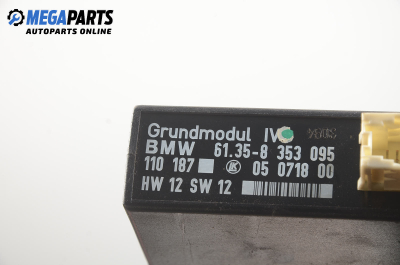 MEGAPARTS
AUTOPARTS ONLINE
Grundmodul IV
BMW 61.35-8 353 095
110 187 05 0718 00
HW 12 SW 12